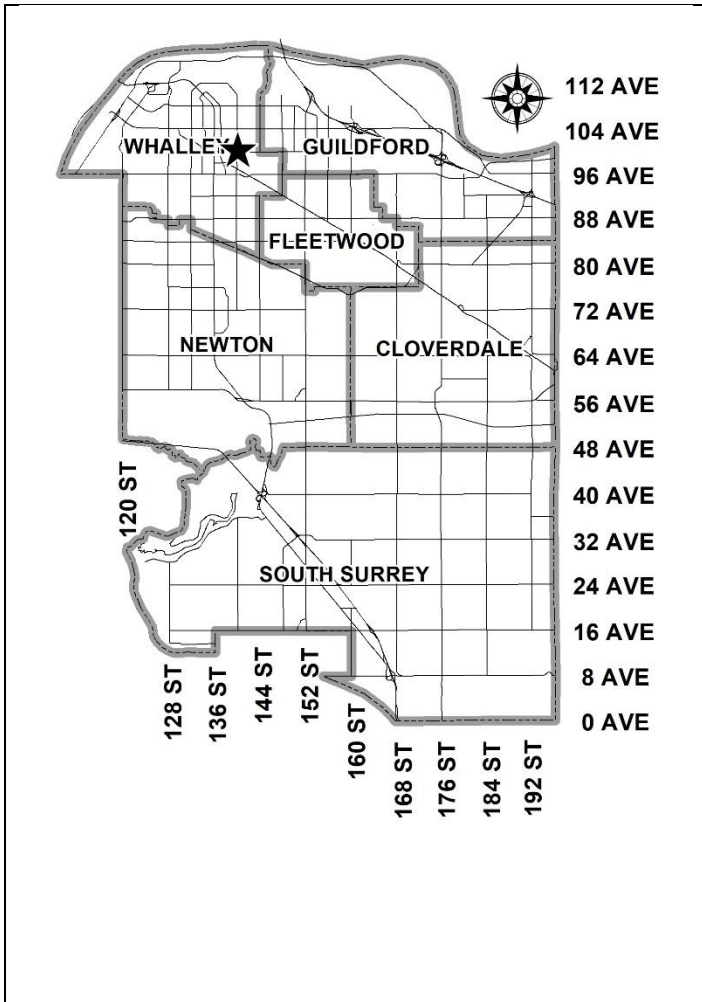 112 AVE
104 AVE
WHALLEY
GUILDFORD
96 AVE
88 AVE
FLEETWOOD
80 AVE
72 AVE
NEWTON
CLOVERDALE
64 AVE
56 AVE
48 AVE
120 ST
40 AVE
32 AVE
SOUTH SURREY
24 AVE
16 AVE
8 AVE
0 AVE
128 ST
136 ST
144 ST
152 ST
160 ST
168 ST
176 ST
184 ST
192 ST